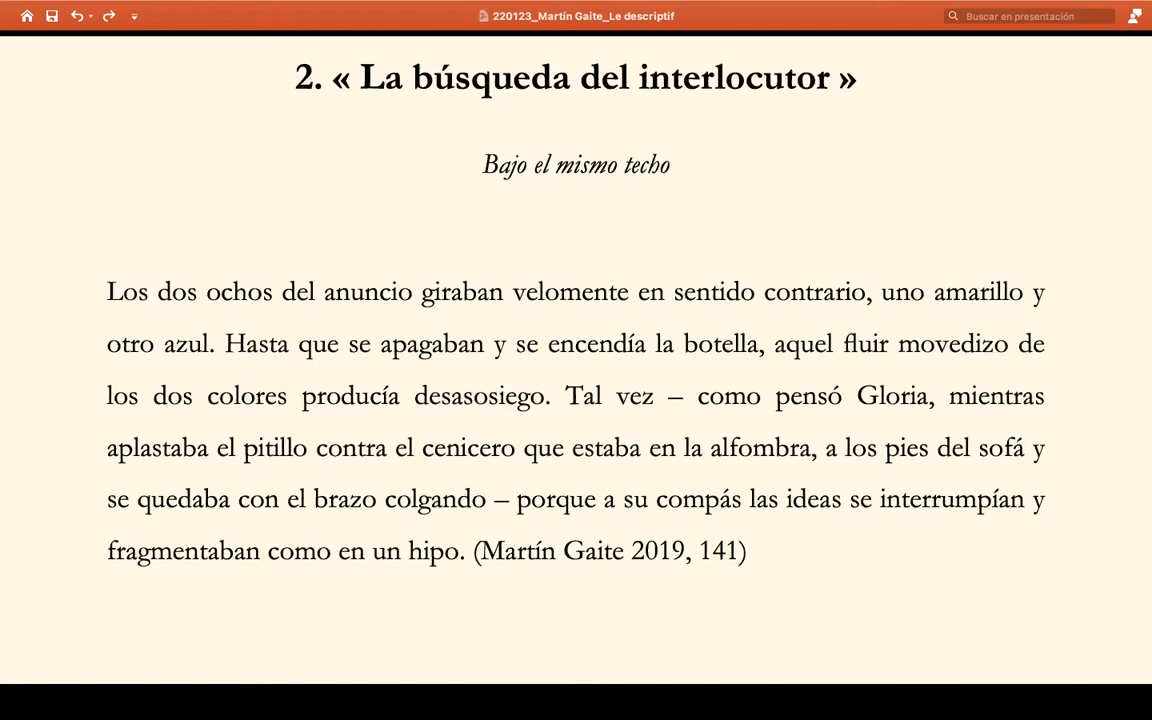 220123_Martín Gaite_Le descriptif
Buscar en presentación
2. « La búsqueda del interlocutor »
Bajo el mismo techo
Los dos ochos del anuncio giraban velomente en sentido contrario, uno amarillo y
otro azul. Hasta que se apagaban y se encendía la botella, aquel fluir movedizo de
los dos colores producía desasosiego. Tal vez – como pensó Gloria, mientras
aplastaba el pitillo contra el cenicero que estaba en la alfombra, a los pies del sofá y
se quedaba con el brazo colgando – porque a su compás las ideas se interrumpían y
fragmentaban como en un hipo. (Martín Gaite 2019, 141)